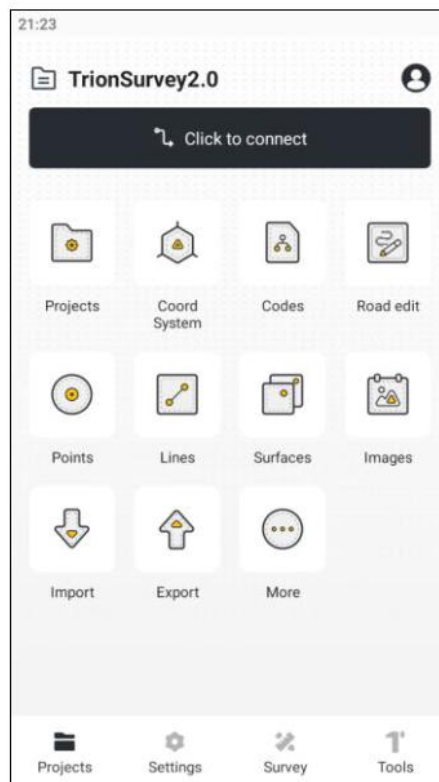 21:23
TrionSurvey2.0
Click to connect
Projects Coord System Codes Road edit
Points Lines Surfaces Images
Import Export More
Projects Settings Survey Tools